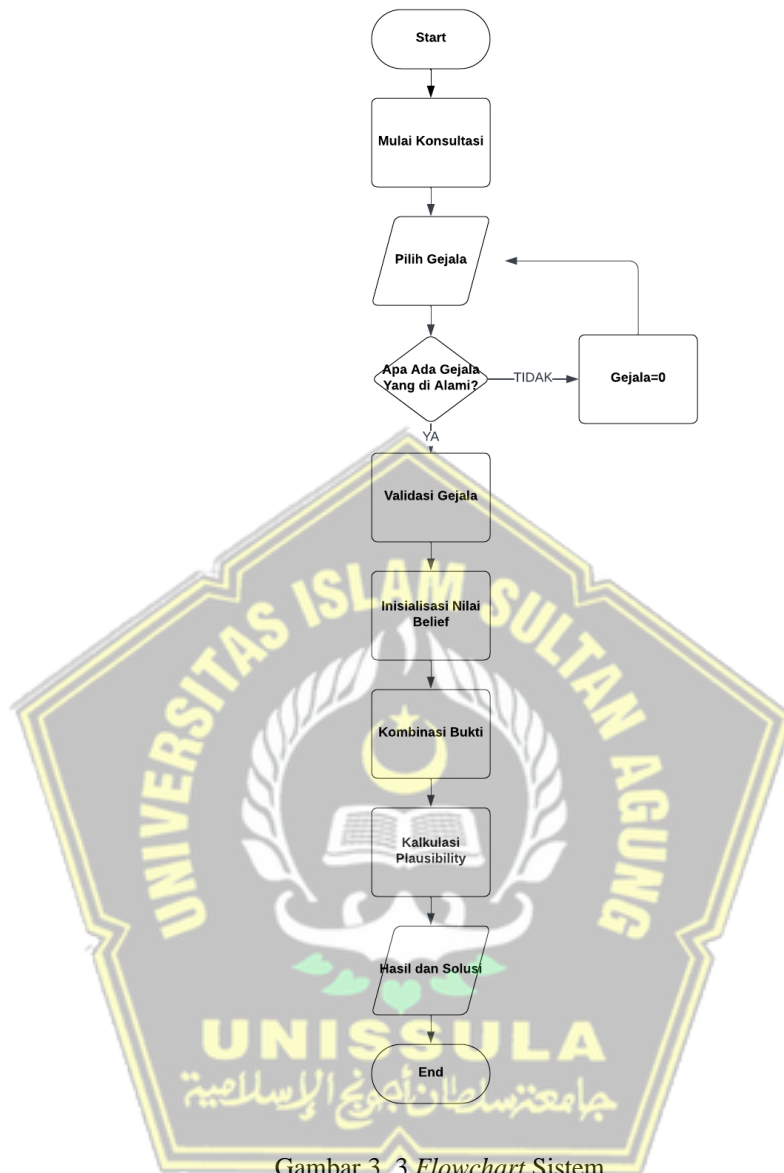 Start
Mulai Konsultasi
Pilih Gejala
Apa Ada Gejala
Yang di Alami?
TIDAK
Gejala=0
YA
Validasi Gejala
Inisialisasi Nilai
Belief
Kombinasi Bukti
Kalkulasi
Plausibility
Hasil dan Solusi
End
UNIVERSITAS ISLAM SULTAN AGUNG
UNISSULA
جامعة سلطان أجونج الإسلامية
Gambar 3. 3 Flowchart Sistem